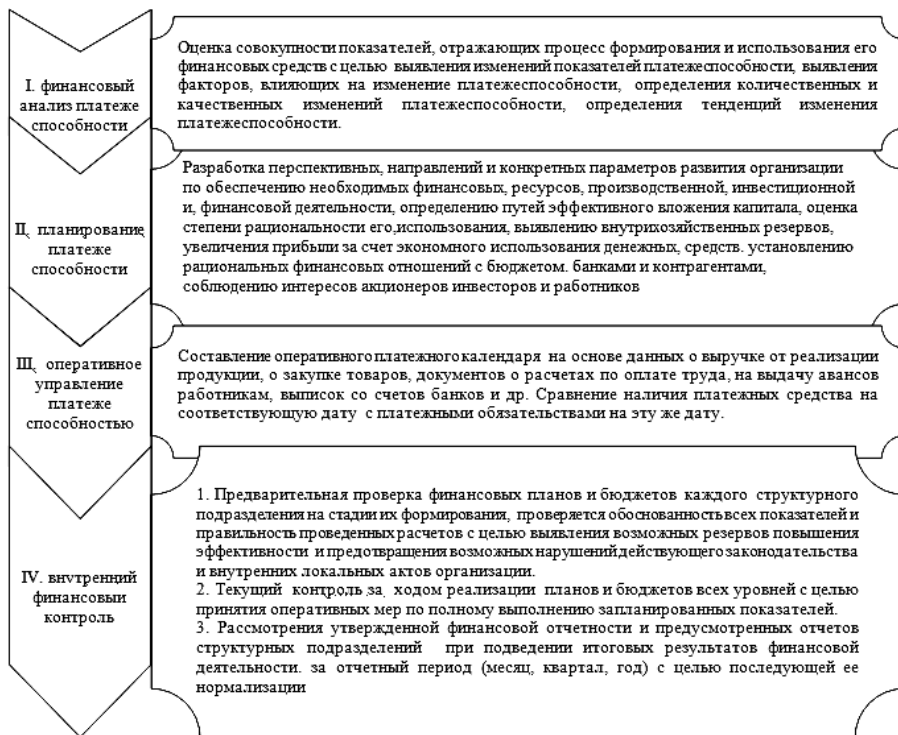 I. финансовый
анализ платеже
способности
Оценка совокупности показателей, отражающих процесс формирования и использования его
финансовых средств с целью выявления изменений показателей платежеспособности, выявления
факторов, влияющих на изменение платежеспособности, определения количественных и
качественных изменений платежеспособности, определения тенденций изменения
платежеспособности.
II. планирование
платеже
способности
Разработка перспективных, направлений и конкретных параметров развития организации
по обеспечению необходимых финансовых, ресурсов, производственной, инвестиционной
и, финансовой деятельности, определению путей эффективного вложения капитала, оценка
степени рациональности его,использования, выявлению внутрихозяйственных резервов,
увеличения прибыли за счет экономного использования денежных, средств. установлению
рациональных финансовых отношений с бюджетом. банками и контрагентами,
соблюдению интересов акционеров инвесторов и работников
III. оперативное
управление
платеже
способностью
Составление оперативного платежного календаря на основе данных о выручке от реализации
продукции, о закупке товаров, документов о расчетах по оплате труда, на выдачу авансов
работникам, выписок со счетов банков и др. Сравнение наличия платежных средства на
соответствующую дату с платежными обязательствами на эту же дату.
IV. внутренний
финансовый
контроль
1. Предварительная проверка финансовых планов и бюджетов каждого структурного
подразделения на стадии их формирования, проверяется обоснованность всех показателей и
правильность проведенных расчетов с целью выявления возможных резервов повышения
эффективности и предотвращения возможных нарушений действующего законодательства
и внутренних локальных актов организации.
2. Текущий контроль за ходом реализации планов и бюджетов всех уровней с целью
принятия оперативных мер по полному выполнению запланированных показателей.
3. Рассмотрения утвержденной финансовой отчетности и предусмотренных отчетов
структурных подразделений при подведении итоговых результатов финансовой
деятельности. за отчетный период (месяц, квартал, год) с целью последующей ее
нормализации